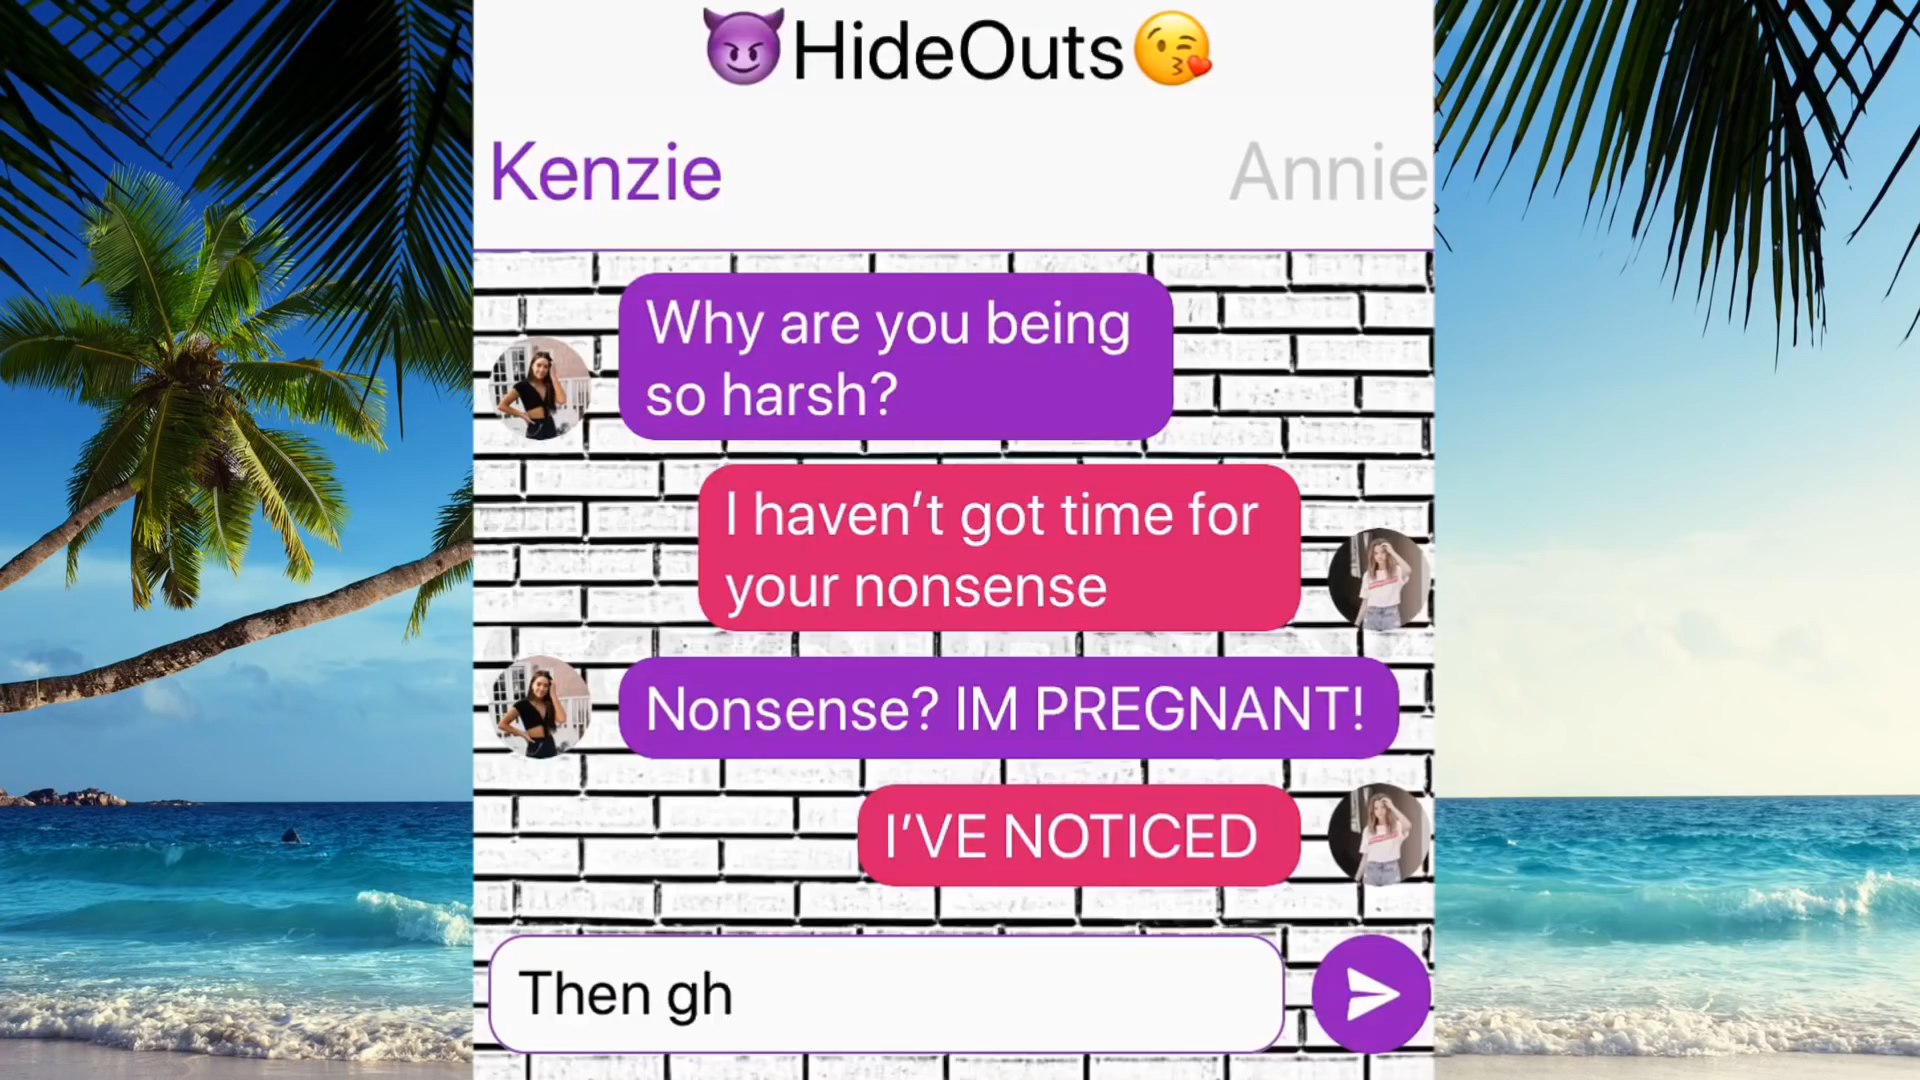 😈HideOuts😘
Kenzie
Annie
Why are you being
so harsh?
I haven’t got time for
your nonsense
Nonsense? IM PREGNANT!
I’VE NOTICED
Then gh